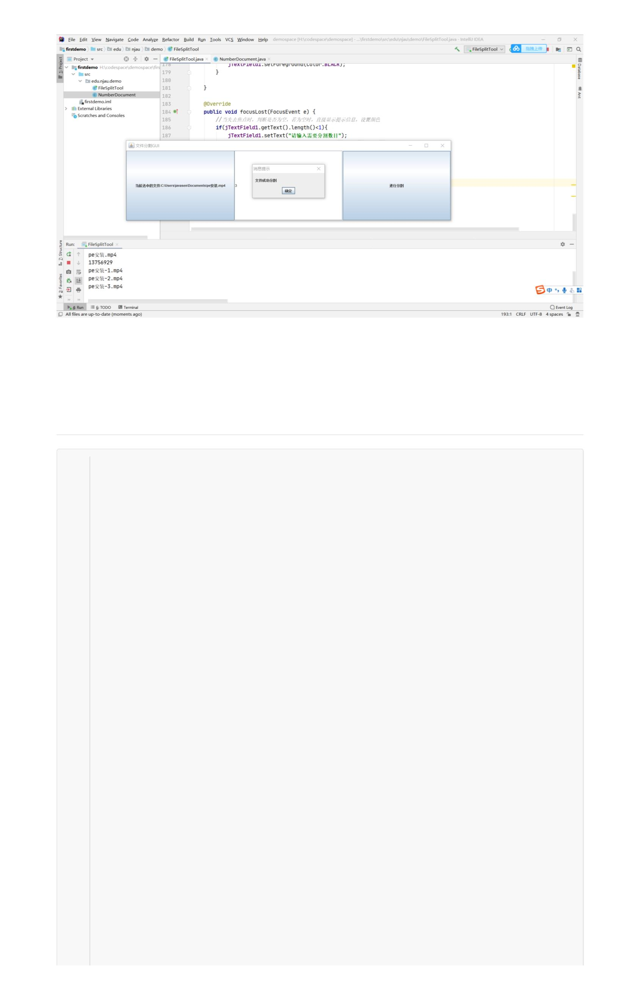 File Edit View Navigate Code Analyze Refactor Build Run Tools VCS Window Help demospace [H:\codespace\demospace] - ...\firstdemo\src\edu\njau\demo\FileSplitTool.java - IntelliJ IDEA
firstdemo src edu njau demo FileSplitTool FileSplitTool 拖拽上传
1: Project
Project FileSplitTool.java NumberDocument.java
firstdemo H:\codespace\demospace\firs
src
edu.njau.demo
FileSplitTool
NumberDocument
firstdemo.iml
External Libraries
Scratches and Consoles
178 jTextField1.setForeground(Color.BLACK);
179 }
180
181 }
182
183 @Override
184 public void focusLost(FocusEvent e) {
185 //当失去焦点时，判断是否为空，若为空时，直接显示提示信息，设置颜色
186 if(jTextField1.getText().length()<1){
187 jTextField1.setText("请输入需要分割数目");
Database
Ant
文件分割GUI
当前选中的文件:C:\Users\javasen\Documents\pe安装.mp4
3
消息提示
文件成功分割
确定
进行分割
7: Structure
2: Favorites
Run: FileSplitTool
pe安装.mp4
13756929
pe安装-1.mp4
pe安装-2.mp4
pe安装-3.mp4
中
4: Run 6: TODO Terminal Event Log
All files are up-to-date (moments ago) 193:1 CRLF UTF-8 4 spaces